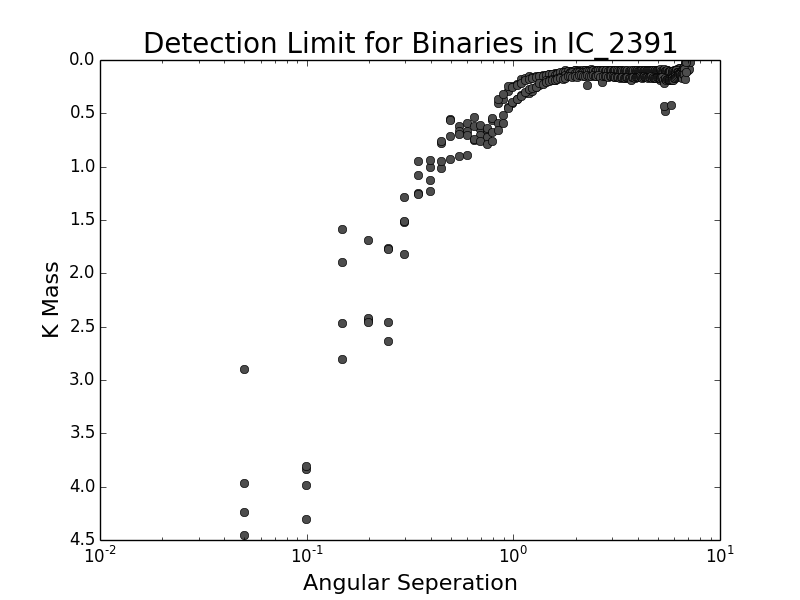 Detection Limit for Binaries in IC_2391
K Mass
0.0
0.5
1.0
1.5
2.0
2.5
3.0
3.5
4.0
4.5
10^-2 10^-1 10^0 10^1
Angular Seperation